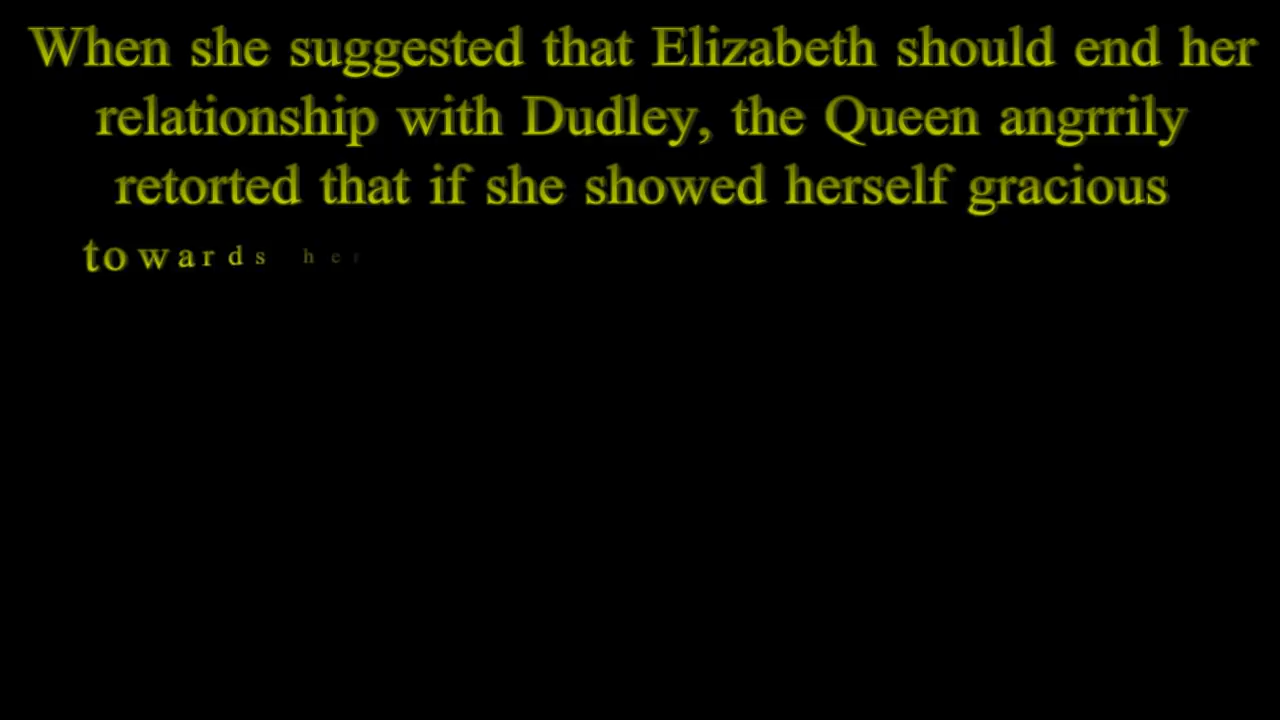 When she suggested that Elizabeth should end her
relationship with Dudley, the Queen angrrily
retorted that if she showed herself gracious
towards her